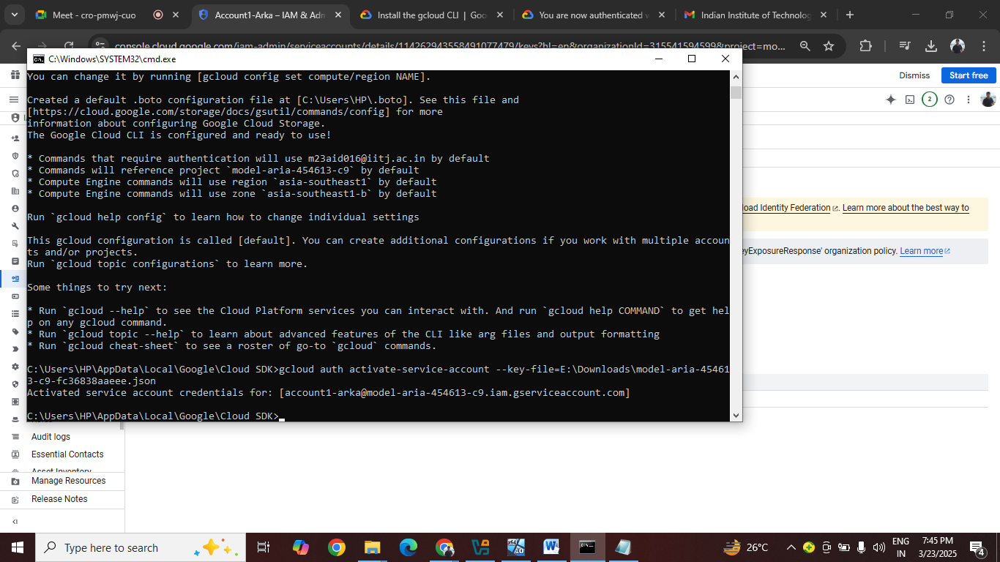 Meet - cro-pmwj-cuo
Account1-Arka – IAM & Adm
Install the gcloud CLI | Goo
You are now authenticated w
Indian Institute of Technolog
console.cloud.google.com/iam-admin/serviceaccounts/details/114262943558491077479/keys?hl=en&organizationId=315541594599&project=mo...
C:\Windows\SYSTEM32\cmd.exe
Dismiss
Start free
2
You can change it by running [gcloud config set compute/region NAME].
Created a default .boto configuration file at [C:\Users\HP\.boto]. See this file and
[https://cloud.google.com/storage/docs/gsutil/commands/config] for more
information about configuring Google Cloud Storage.
The Google Cloud CLI is configured and ready to use!
* Commands that require authentication will use m23aid016@iitj.ac.in by default
* Commands will reference project `model-aria-454613-c9` by default
* Compute Engine commands will use region `asia-southeast1` by default
* Compute Engine commands will use zone `asia-southeast1-b` by default
Run `gcloud help config` to learn how to change individual settings
This gcloud configuration is called [default]. You can create additional configurations if you work with multiple accoun
ts and/or projects.
Run `gcloud topic configurations` to learn more.
Some things to try next:
* Run `gcloud --help` to see the Cloud Platform services you can interact with. And run `gcloud help COMMAND` to get hel
p on any gcloud command.
* Run `gcloud topic --help` to learn about advanced features of the CLI like arg files and output formatting
* Run `gcloud cheat-sheet` to see a roster of go-to `gcloud` commands.
C:\Users\HP\AppData\Local\Google\Cloud SDK>gcloud auth activate-service-account --key-file=E:\Downloads\model-aria-45461
3-c9-fc36838aaeee.json
Activated service account credentials for: [account1-arka@model-aria-454613-c9.iam.gserviceaccount.com]
C:\Users\HP\AppData\Local\Google\Cloud SDK>
load Identity Federation. Learn more about the best way to
eyExposureResponse' organization policy. Learn more
Audit logs
Essential Contacts
Asset Inventory
Manage Resources
Release Notes
Type here to search
26°C
ENG
IN
7:45 PM
3/23/2025
4